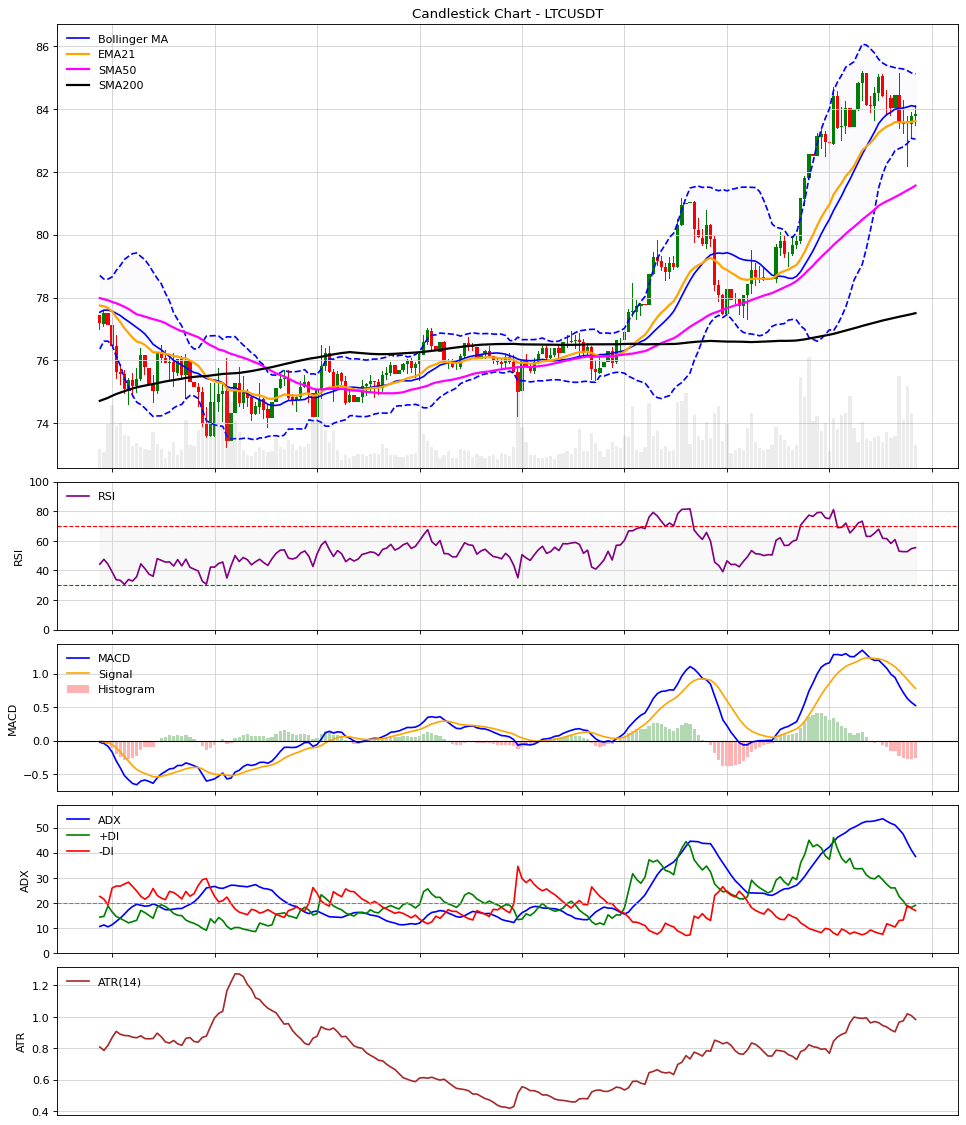 Candlestick Chart - LTCUSDT
Bollinger MA
EMA21
SMA50
SMA200
86
84
82
80
78
76
74
RSI
RSI
100
80
60
40
20
0
MACD
Signal
Histogram
MACD
1.0
0.5
0.0
−0.5
ADX
+DI
-DI
ADX
50
40
30
20
10
0
ATR(14)
ATR
1.2
1.0
0.8
0.6
0.4